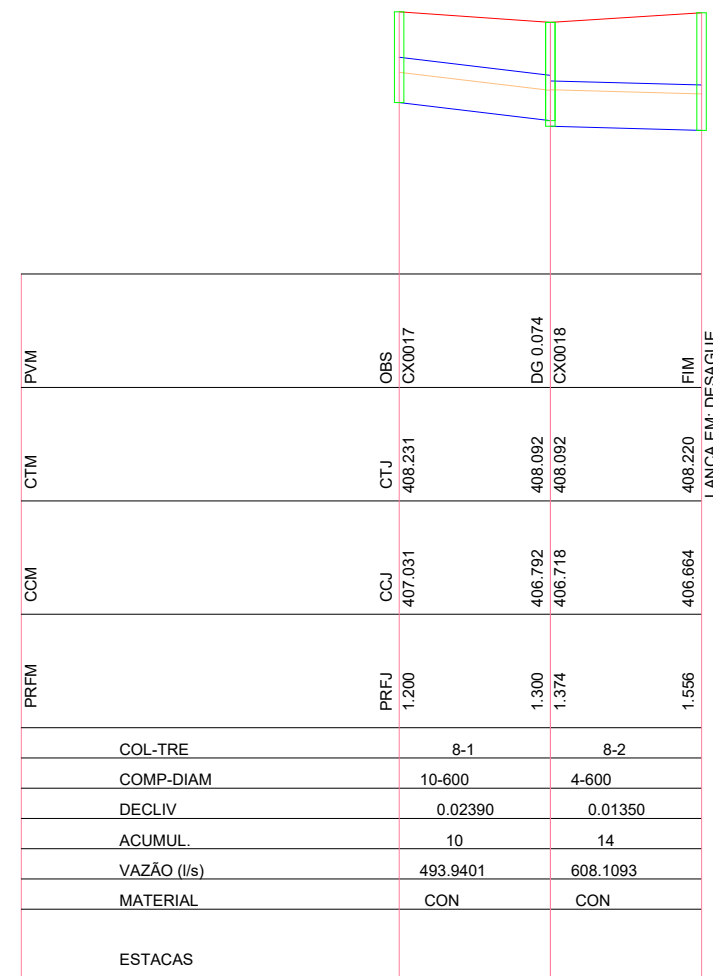 PVM OBS CX0017 DG 0.074 CX0018 FIM
LANÇA EM: DESAGUE
CTM CTJ 408.231 408.092 408.092 408.220
CCM CCJ 407.031 406.792 406.718 406.664
PRFM PRFJ 1.200 1.300 1.374 1.556
COL-TRE 8-1 8-2
COMP-DIAM 10-600 4-600
DECLIV 0.02390 0.01350
ACUMUL. 10 14
VAZÃO (l/s) 493.9401 608.1093
MATERIAL CON CON
ESTACAS